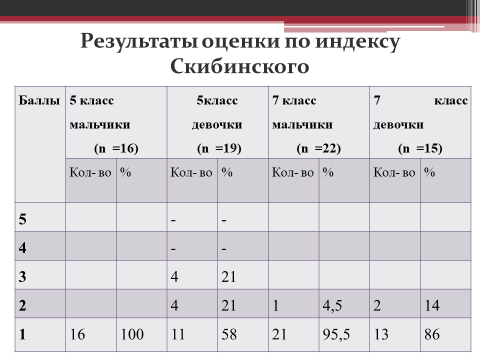 Результаты оценки по индексу
Скибинского
Баллы 5 класс 5класс 7 класс 7 класс
мальчики девочки мальчики девочки
(n =16) (n =19) (n =22) (n =15)
Кол- во % Кол- во % Кол- во % Кол- во %
5 - -
4 - -
3 4 21
2 4 21 1 4,5 2 14
1 16 100 11 58 21 95,5 13 86